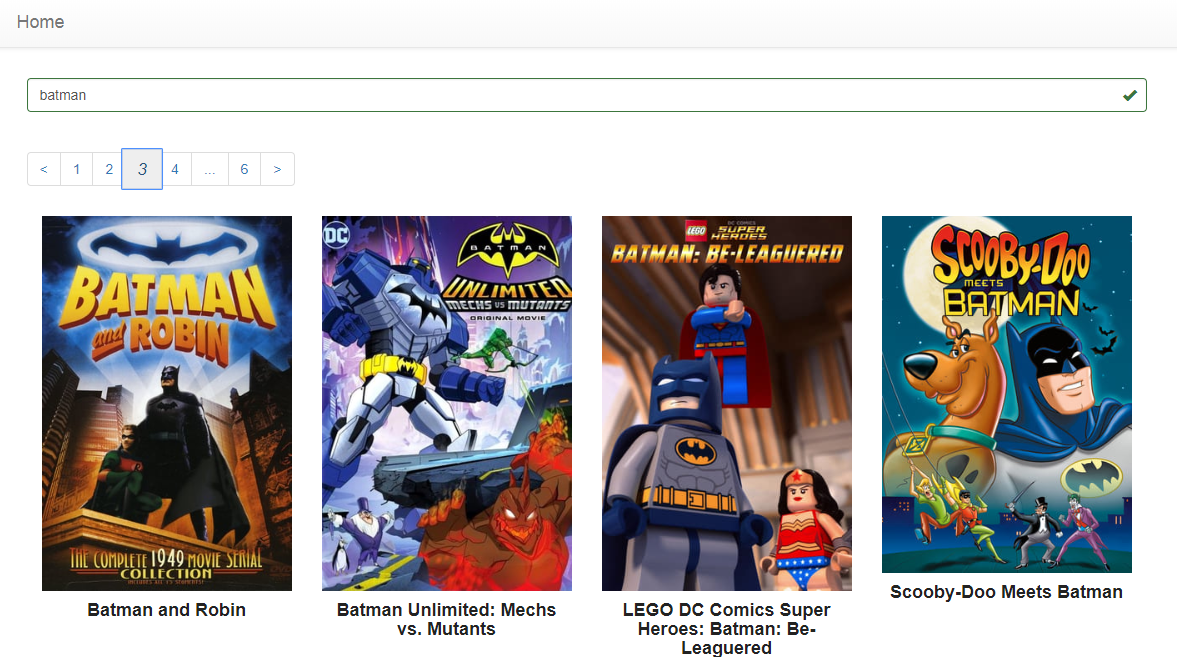 Home
batman
< 1 2 3 4 ... 6 >
BATMAN
and ROBIN
THE COMPLETE 1949 MOVIE SERIAL
COLLECTION
Batman and Robin
DC
BATMAN
UNLIMITED
MECHS VS MUTANTS
ORIGINAL MOVIE
Batman Unlimited: Mechs
vs. Mutants
LEGO
DC COMICS
SUPER
HEROES
BATMAN: BE-LEAGUERED
LEGO DC Comics Super
Heroes: Batman: Be-
Leaguered
SCOOBY-DOO
MEETS
BATMAN
Scooby-Doo Meets Batman